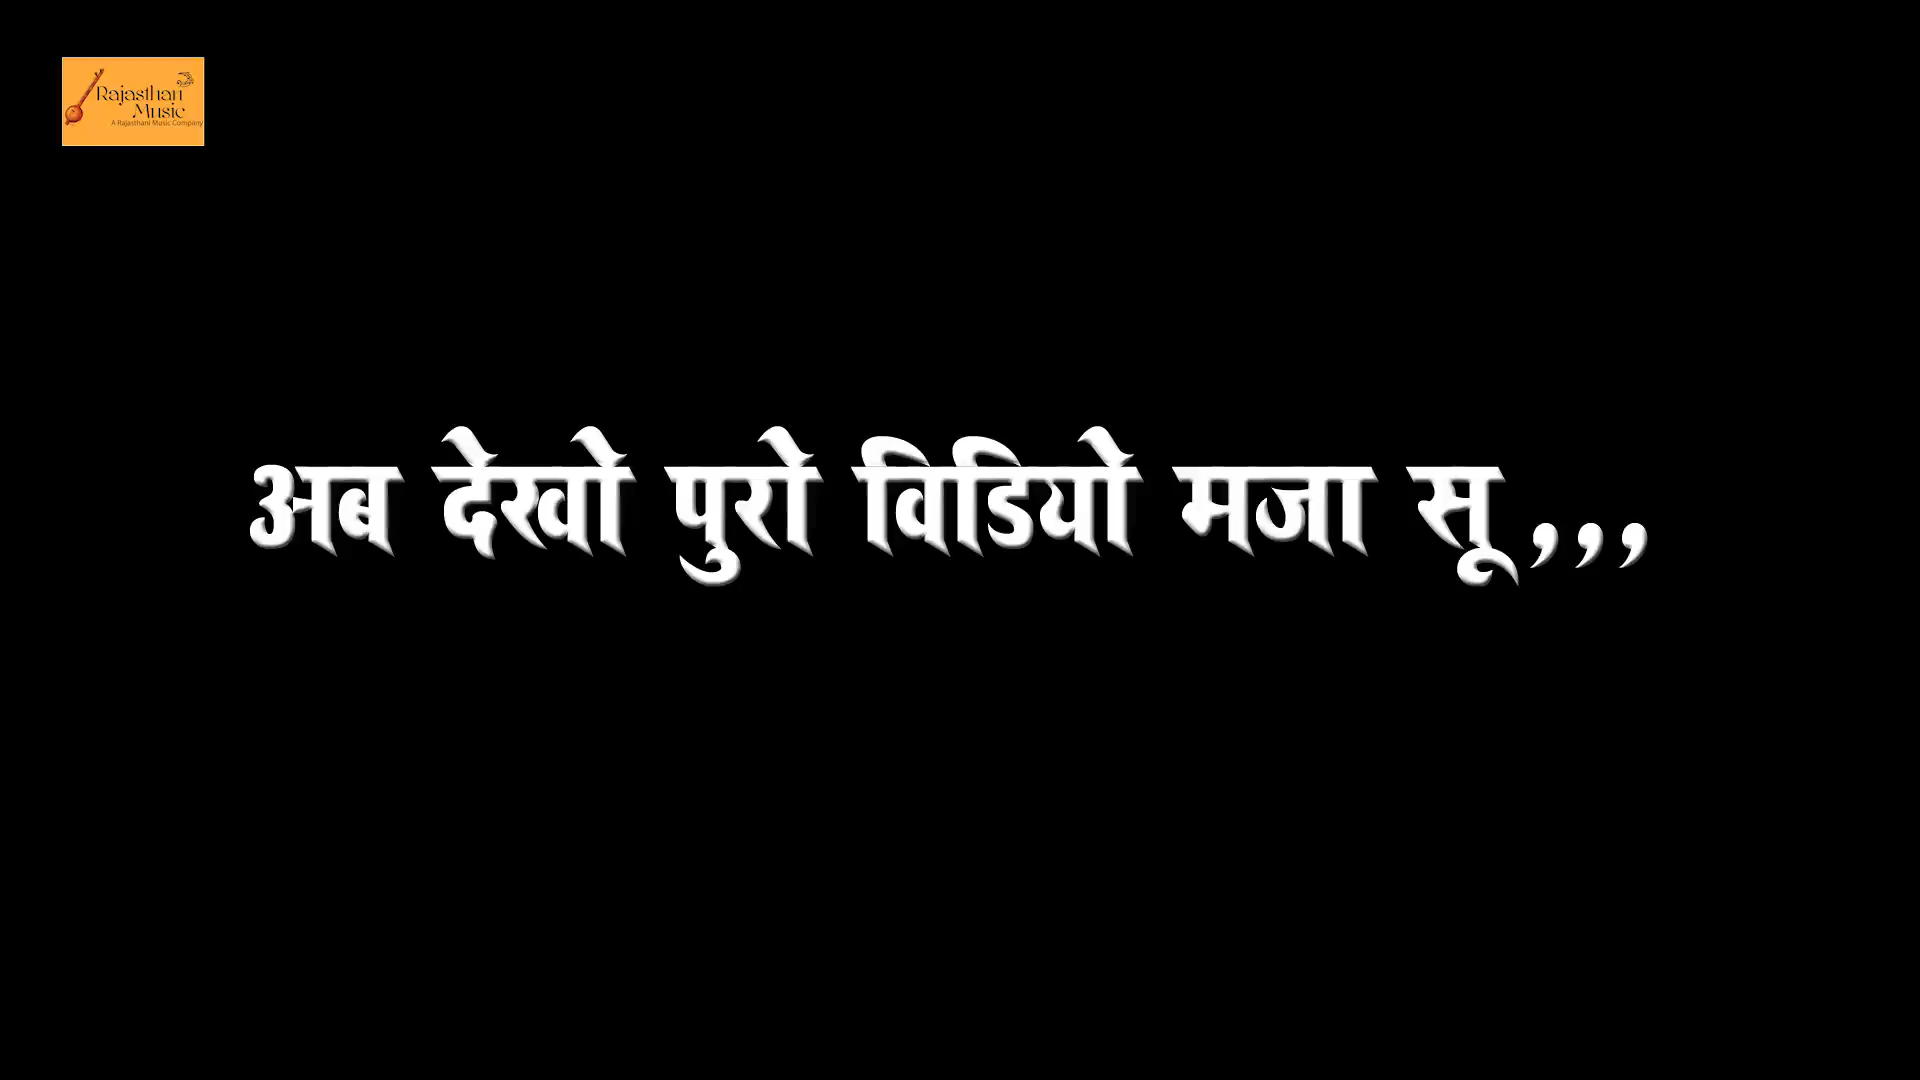 Rajasthan
Music
A Rajasthani Music Company
अब देखो पुरो विडियो मजा सू,,,